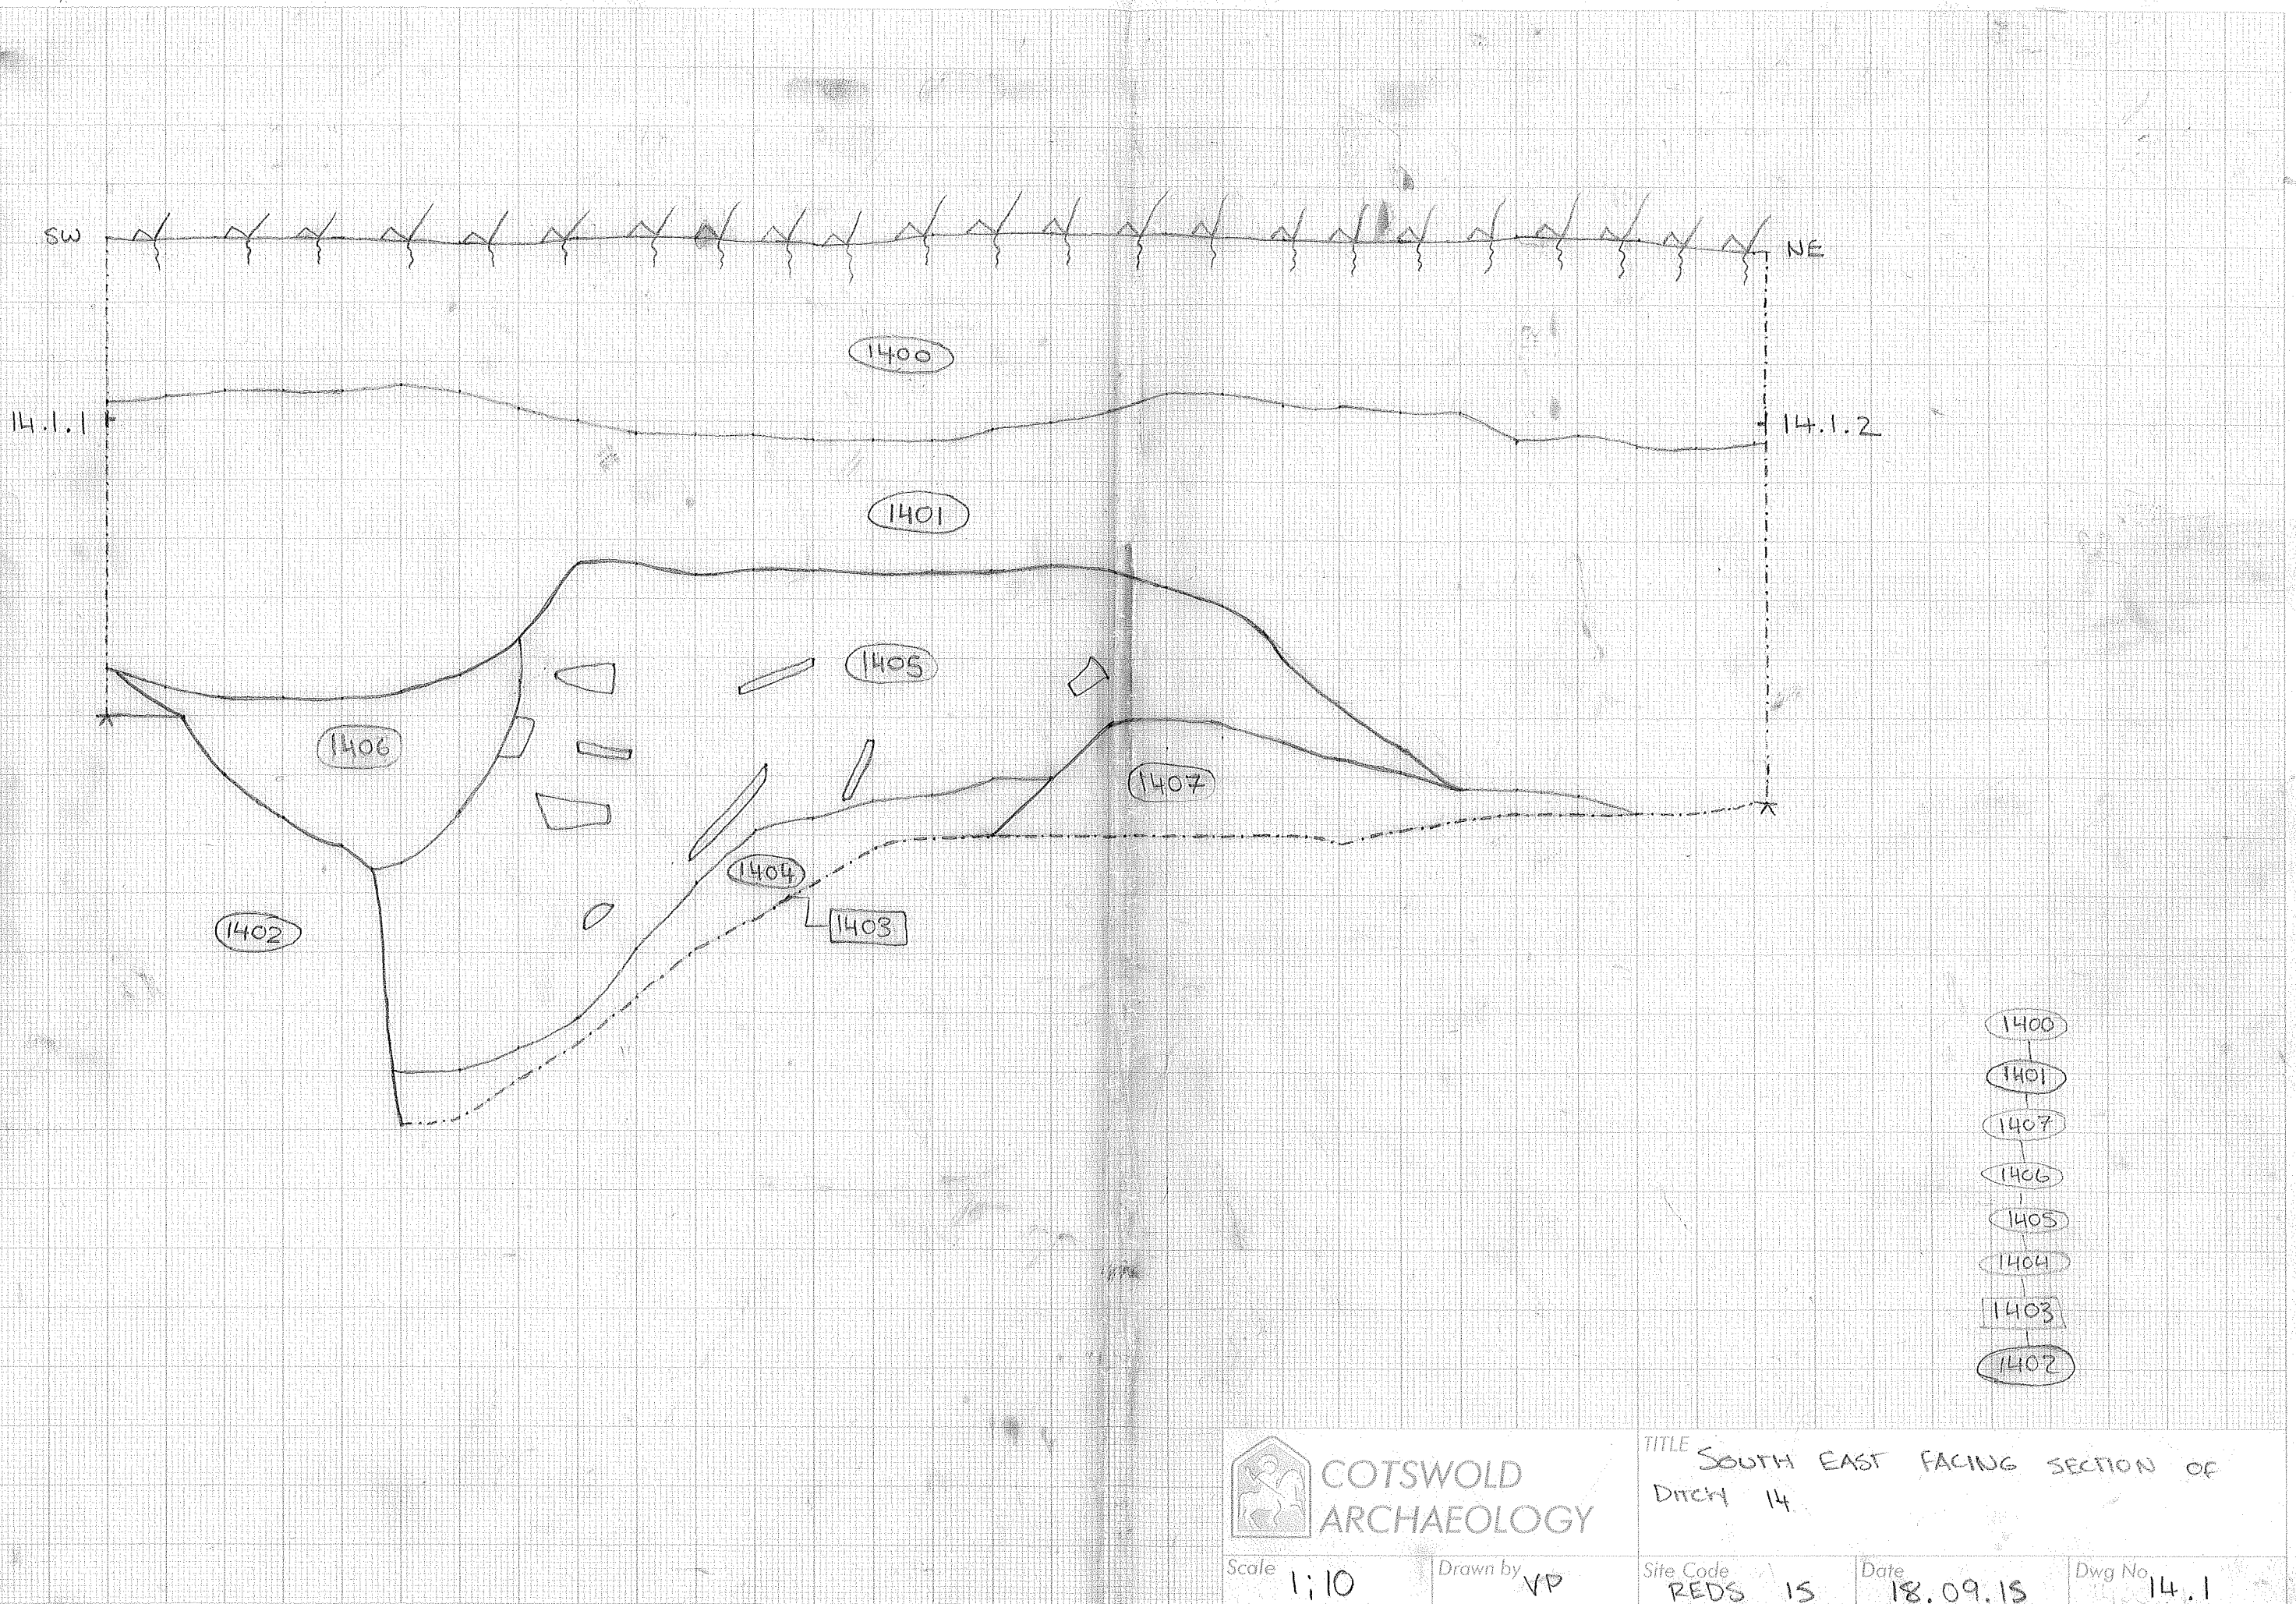 SW
NE
1400
14.1.1
14.1.2
1401
1405
1406
1407
1404
1403
1402
1400
1401
1407
1406
1405
1404
1403
1402
COTSWOLD
ARCHAEOLOGY
TITLE SOUTH EAST FACING SECTION OF
DITCH 14
Scale 1:10
Drawn by VP
Site Code REDS 15
Date 18.09.15
Dwg No 14.1